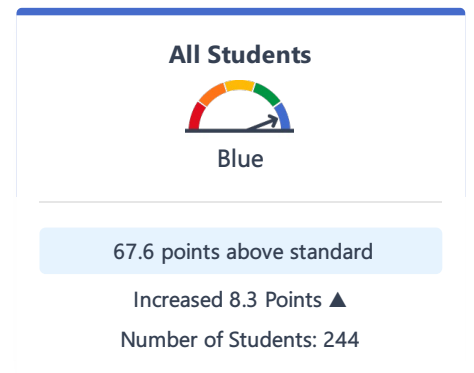 All Students
Blue
67.6 points above standard
Increased 8.3 Points ▲
Number of Students: 244